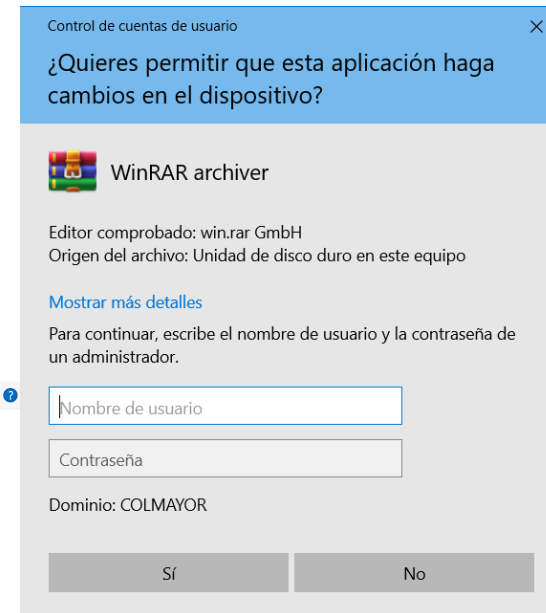 Control de cuentas de usuario
¿Quieres permitir que esta aplicación haga
cambios en el dispositivo?
WinRAR archiver
Editor comprobado: win.rar GmbH
Origen del archivo: Unidad de disco duro en este equipo
Mostrar más detalles
Para continuar, escribe el nombre de usuario y la contraseña de
un administrador.
?
Nombre de usuario
Contraseña
Dominio: COLMAYOR
Sí No